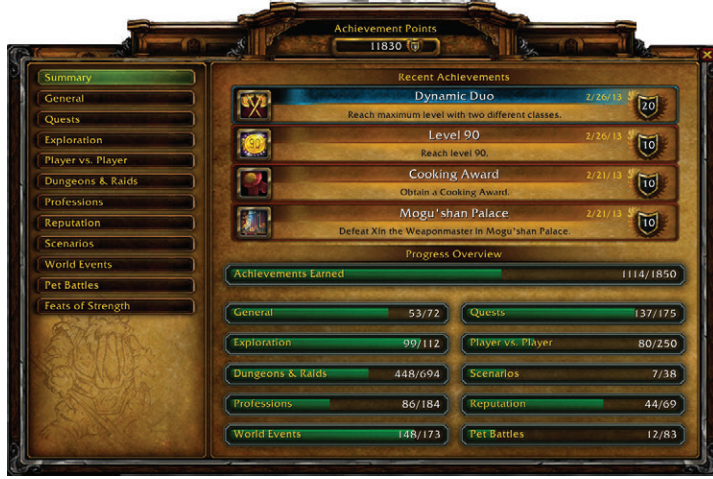 Achievement Points
11830
Summary
General
Quests
Exploration
Player vs. Player
Dungeons & Raids
Professions
Reputation
Scenarios
World Events
Pet Battles
Feats of Strength
Recent Achievements
Dynamic Duo 2/26/13 20
Reach maximum level with two different classes.
90 Level 90 2/26/13 10
Reach level 90.
Cooking Award 2/21/13 10
Obtain a Cooking Award.
Mogu'shan Palace 2/21/13 10
Defeat Xin the Weaponmaster in Mogu'shan Palace.
Progress Overview
Achievements Earned 1114/1850
General 53/72
Quests 137/175
Exploration 99/112
Player vs. Player 80/250
Dungeons & Raids 448/694
Scenarios 7/38
Professions 86/184
Reputation 44/69
World Events 148/173
Pet Battles 12/83